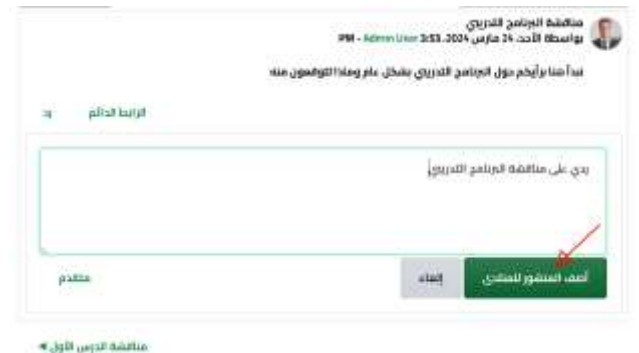 مناقشة البرنامج التدريبي
بواسطة الأحد، 24 مارس 2024، 3:53 PM - Admin User
نبدأ هنا برأيكم حول البرنامج التدريبي بشكل عام وماذا تتوقعون منه
الرابط الدائم رد
ردي على مناقشة البرنامج التدريبي
أضف المنشور للمنتدى إلغاء متقدم
مناقشة الدرس الأول ◄